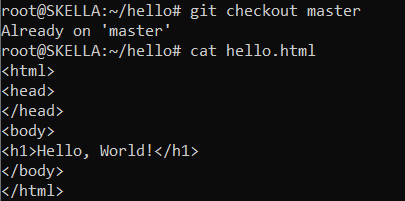 root@SKELLA:~/hello# git checkout master
Already on 'master'
root@SKELLA:~/hello# cat hello.html
<html>
<head>
</head>
<body>
<h1>Hello, World!</h1>
</body>
</html>